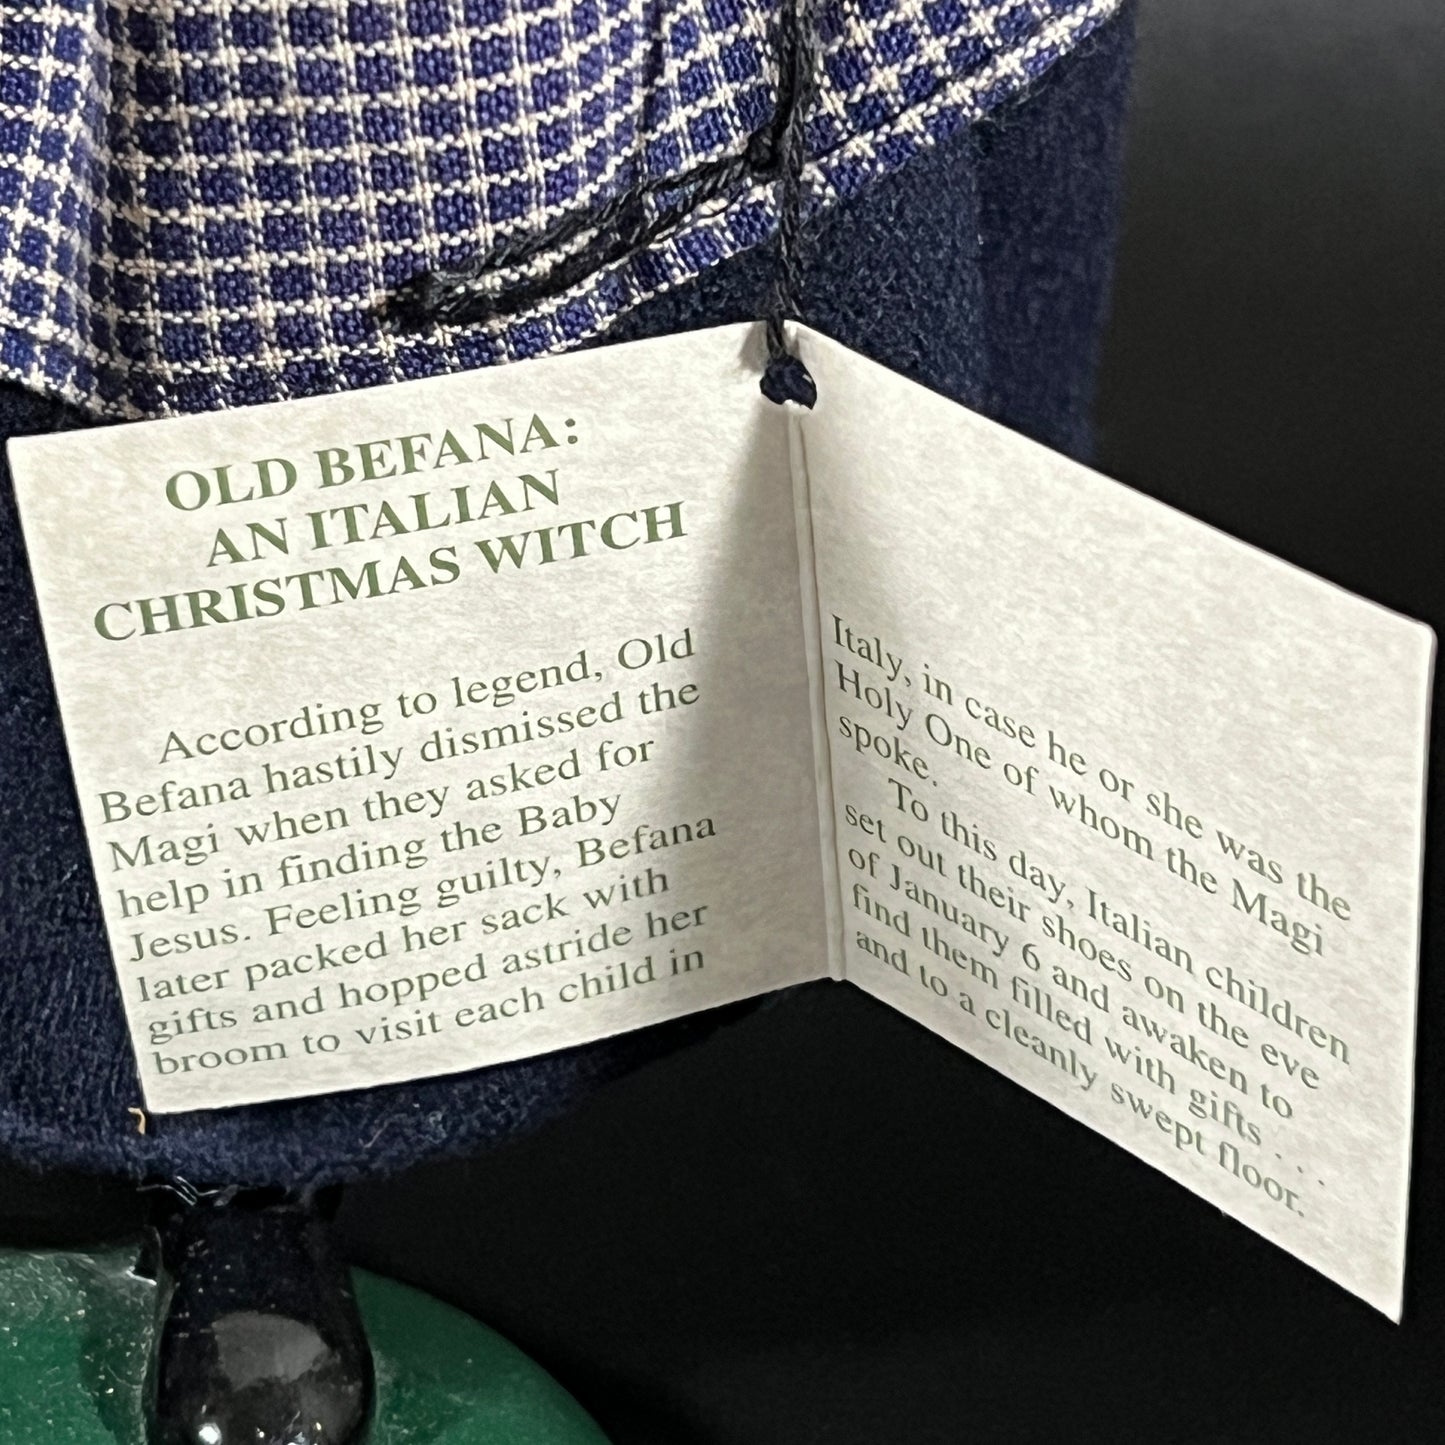 OLD BEFANA:
AN ITALIAN
CHRISTMAS WITCH
According to legend, Old
Befana hastily dismissed the
Magi when they asked for
help in finding the Baby
Jesus. Feeling guilty, Befana
later packed her sack with
gifts and hopped astride her
broom to visit each child in
Italy, in case he or she was the
Holy One of whom the Magi
spoke.
To this day, Italian children
set out their shoes on the eve
of January 6 and awaken to
find them filled with gifts . . .
and to a cleanly swept floor.